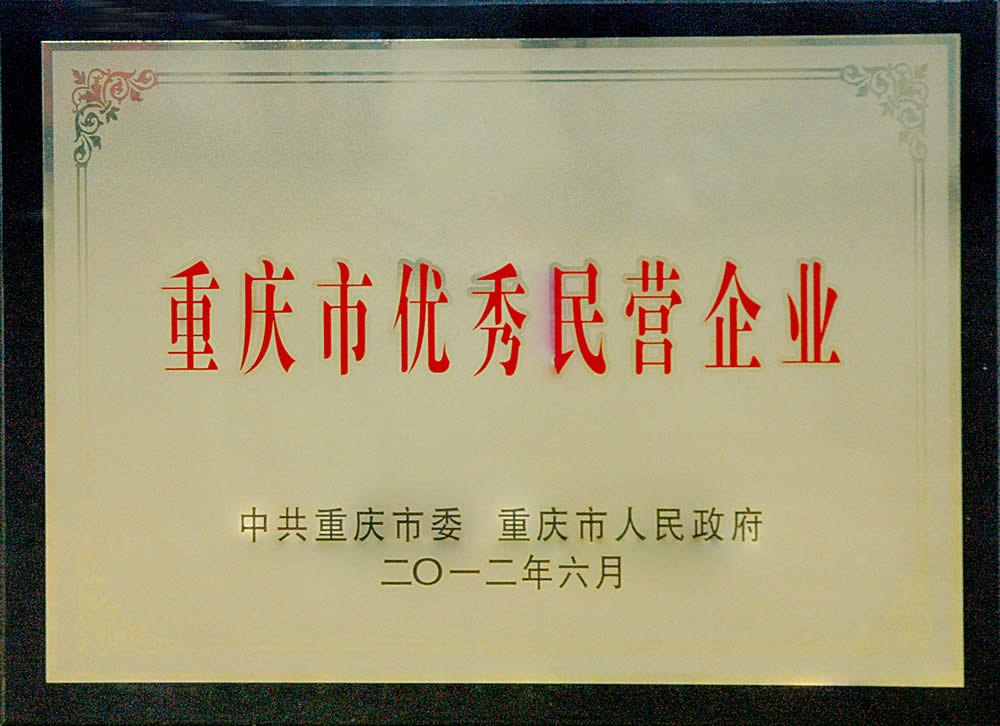 重庆市优秀民营企业
中共重庆市委 重庆市人民政府
二〇一二年六月